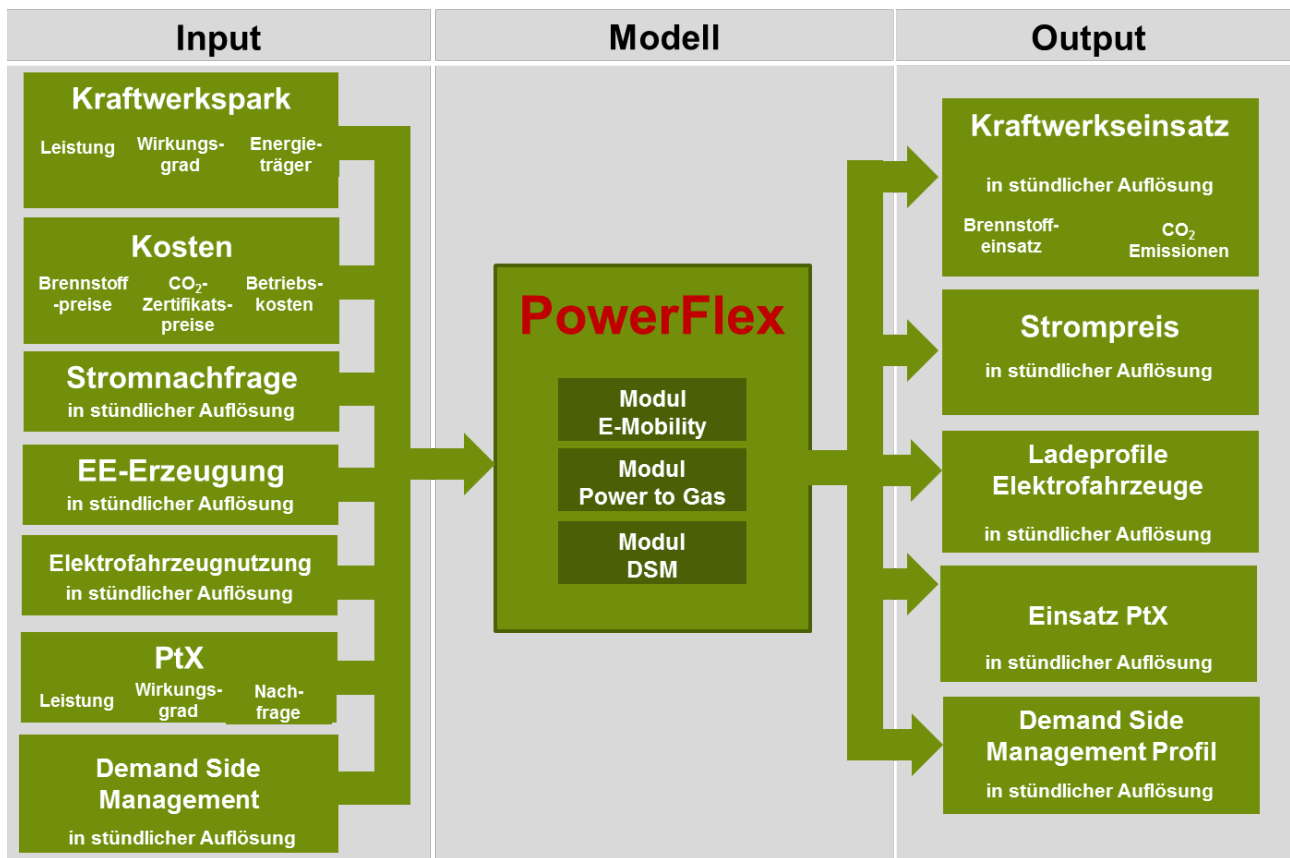 Input
Modell
Output
Kraftwerkspark
Leistung
Wirkungs-
grad
Energie-
träger
Kosten
Brennstoff
-preise
CO₂-
Zertifikats-
preise
Betriebs-
kosten
Stromnachfrage
in stündlicher Auflösung
EE-Erzeugung
in stündlicher Auflösung
Elektrofahrzeugnutzung
in stündlicher Auflösung
PtX
Leistung
Wirkungs-
grad
Nach-
frage
Demand Side
Management
in stündlicher Auflösung
PowerFlex
Modul
E-Mobility
Modul
Power to Gas
Modul
DSM
Kraftwerkseinsatz
in stündlicher Auflösung
Brennstoff-
einsatz
CO₂
Emissionen
Strompreis
in stündlicher Auflösung
Ladeprofile
Elektrofahrzeuge
in stündlicher Auflösung
Einsatz PtX
in stündlicher Auflösung
Demand Side
Management Profil
in stündlicher Auflösung